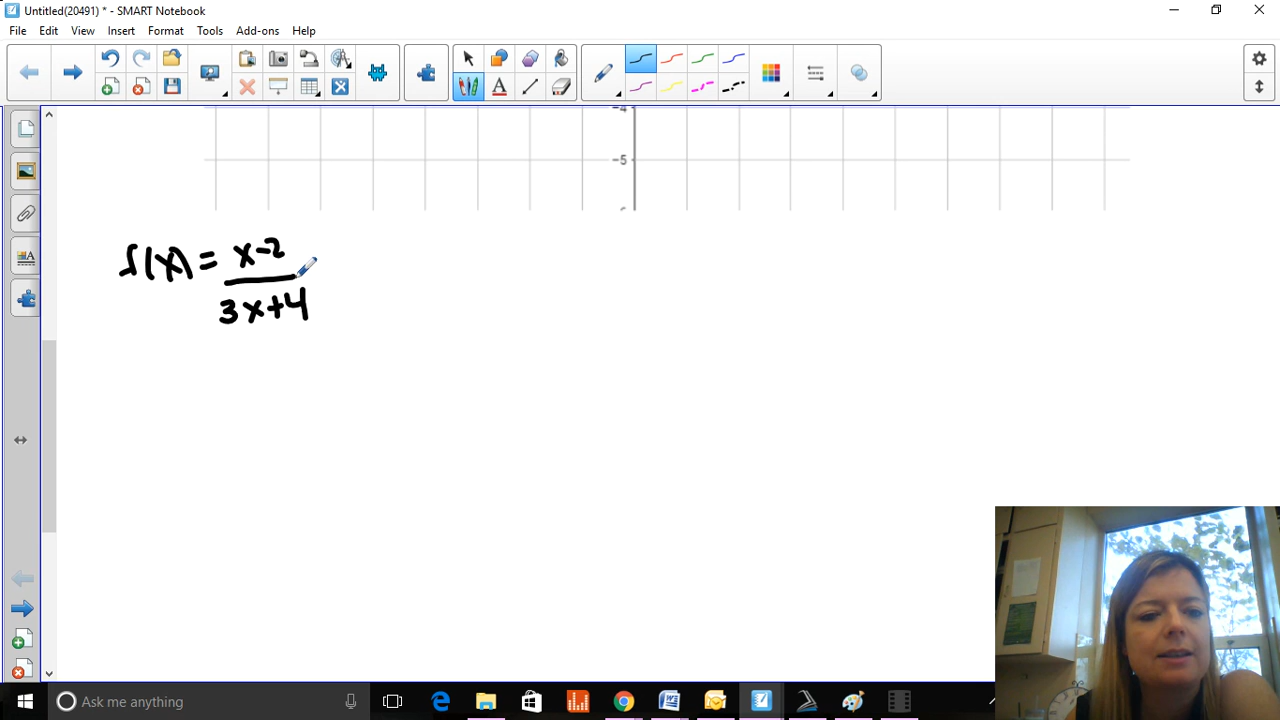 Untitled(20491) * - SMART Notebook
File Edit View Insert Format Tools Add-ons Help
-4
-5
f(x) = x-2
3x+4
Ask me anything